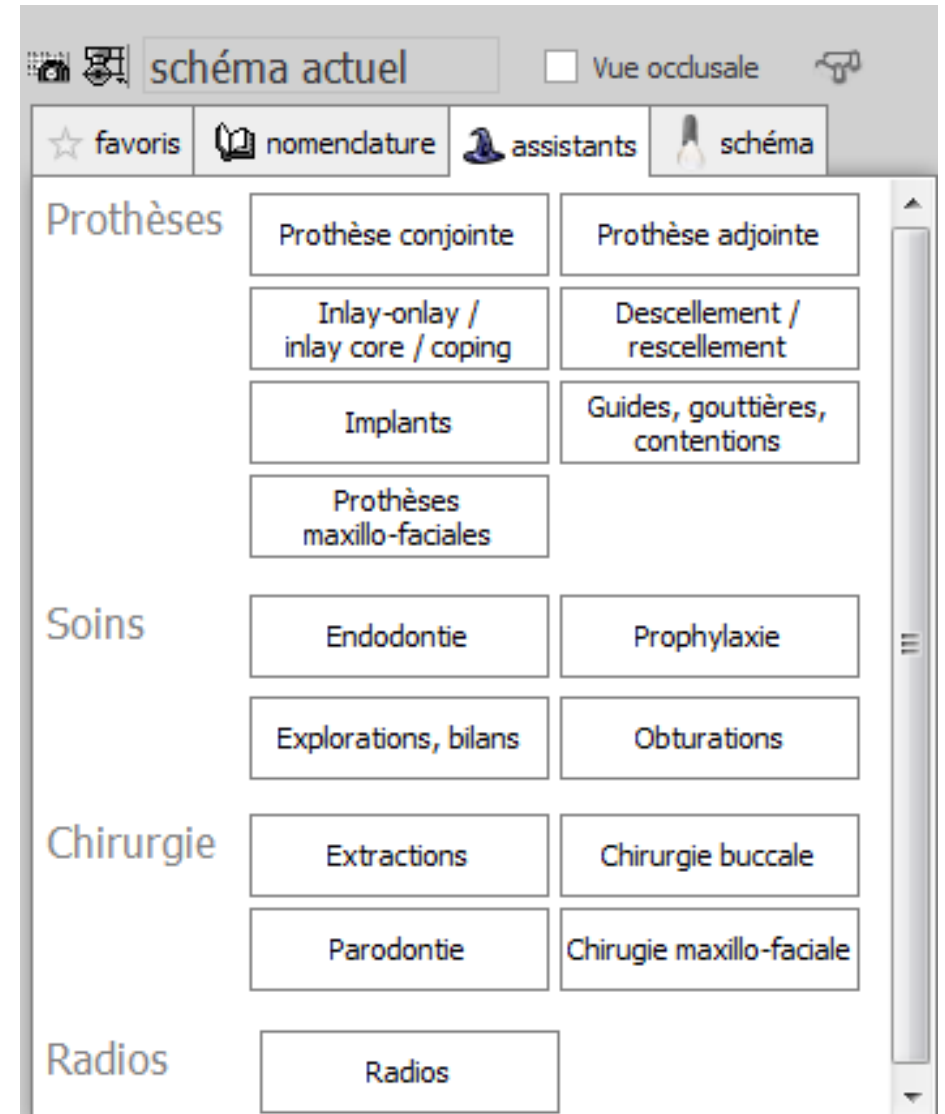 schéma actuel Vue occlusale
favoris nomenclature assistants schéma
Prothèses
Prothèse conjointe Prothèse adjointe
Inlay-onlay /
inlay core / coping
Descellement /
rescellement
Implants
Guides, gouttières,
contentions
Prothèses
maxillo-faciales
Soins
Endodontie Prophylaxie
Explorations, bilans Obturations
Chirurgie
Extractions Chirurgie buccale
Parodontie Chirugie maxillo-faciale
Radios
Radios